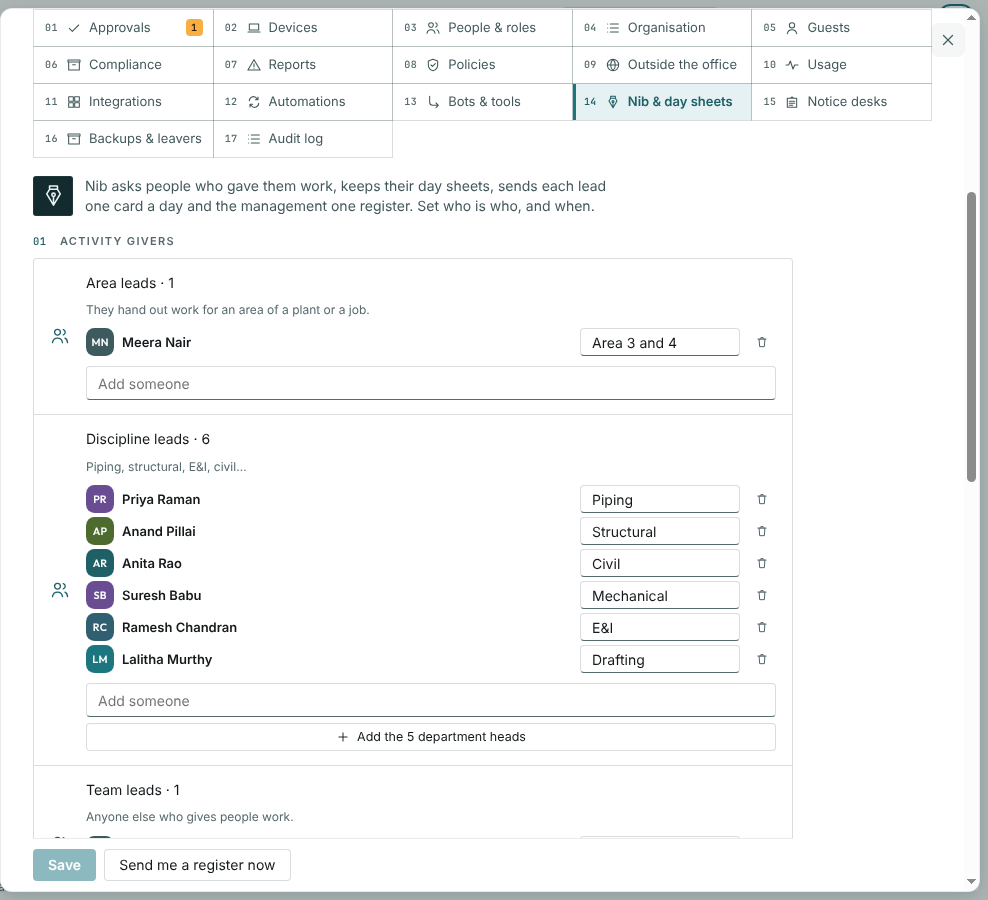 01 Approvals 1
02 Devices
03 People & roles
04 Organisation
05 Guests
06 Compliance
07 Reports
08 Policies
09 Outside the office
10 Usage
11 Integrations
12 Automations
13 Bots & tools
14 Nib & day sheets
15 Notice desks
16 Backups & leavers
17 Audit log
Nib asks people who gave them work, keeps their day sheets, sends each lead
one card a day and the management one register. Set who is who, and when.
01 ACTIVITY GIVERS
Area leads · 1
They hand out work for an area of a plant or a job.
MN Meera Nair Area 3 and 4
Add someone
Discipline leads · 6
Piping, structural, E&I, civil…
PR Priya Raman Piping
AP Anand Pillai Structural
AR Anita Rao Civil
SB Suresh Babu Mechanical
RC Ramesh Chandran E&I
LM Lalitha Murthy Drafting
Add someone
Add the 5 department heads
Team leads · 1
Anyone else who gives people work.
Save
Send me a register now